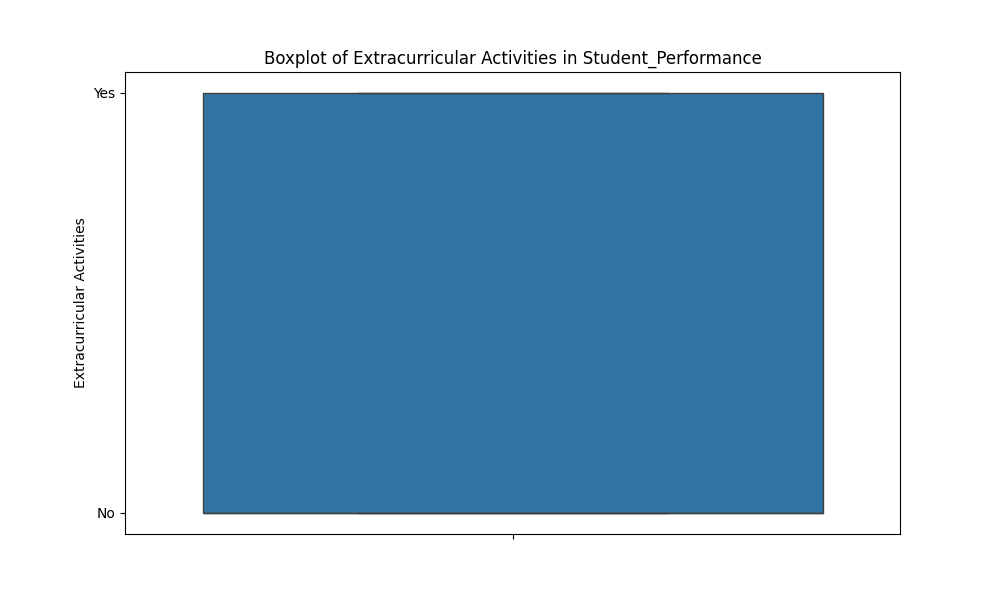 Boxplot of Extracurricular Activities in Student_Performance
Yes
Extracurricular Activities
No